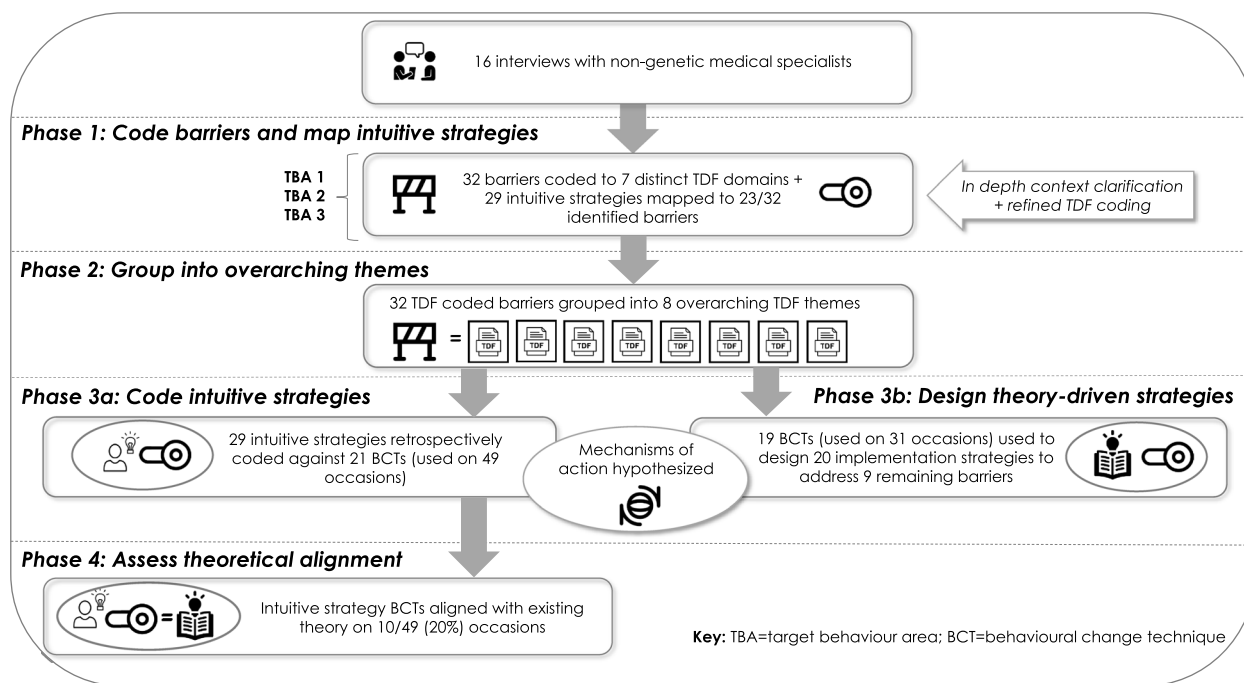 16 interviews with non-genetic medical specialists
Phase 1: Code barriers and map intuitive strategies
TBA 1
TBA 2
TBA 3
32 barriers coded to 7 distinct TDF domains +
29 intuitive strategies mapped to 23/32
identified barriers
In depth context clarification
+ refined TDF coding
Phase 2: Group into overarching themes
32 TDF coded barriers grouped into 8 overarching TDF themes
= TDF TDF TDF TDF TDF TDF TDF TDF
Phase 3a: Code intuitive strategies
29 intuitive strategies retrospectively
coded against 21 BCTs (used on 49
occasions)
Mechanisms of
action hypothesized
Phase 3b: Design theory-driven strategies
19 BCTs (used on 31 occasions) used to
design 20 implementation strategies to
address 9 remaining barriers
Phase 4: Assess theoretical alignment
=
Intuitive strategy BCTs aligned with existing
theory on 10/49 (20%) occasions
Key: TBA=target behaviour area; BCT=behavioural change technique